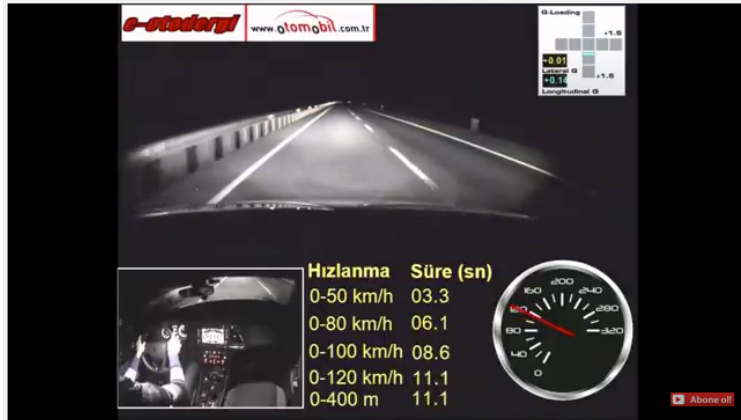 e-otodergi
www.otomobil.com.tr
G-Loading
+1.5
-0.01
Lateral G
+0.14
+1.5
Longitudinal G
Hızlanma Süre (sn)
0-50 km/h 03.3
0-80 km/h 06.1
0-100 km/h 08.6
0-120 km/h 11.1
0-400 m 11.1
0
40
80
120
160
200
240
280
320
Abone ol!